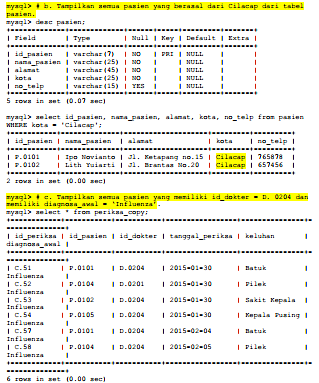 mysql> # b. Tampilkan semua pasien yang berasal dari Cilacap dari tabel
pasien.
mysql> desc pasien;
+-----------+-------------+------+-----+---------+-------+
| Field | Type | Null | Key | Default | Extra |
+-----------+-------------+------+-----+---------+-------+
| id_pasien | varchar(7) | NO | PRI | NULL | |
| nama_pasien | varchar(25) | NO | | NULL | |
| alamat | varchar(45) | NO | | NULL | |
| kota | varchar(25) | NO | | NULL | |
| no_telp | varchar(15) | YES | | NULL | |
+-----------+-------------+------+-----+---------+-------+
5 rows in set (0.07 sec)
mysql> select id_pasien, nama_pasien, alamat, kota, no_telp from pasien
WHERE kota = 'Cilacap';
+-----------+-------------+--------------------+---------+---------+
| id_pasien | nama_pasien | alamat | kota | no_telp |
+-----------+-------------+--------------------+---------+---------+
| P.0101 | Ipo Novianto | Jl. Ketapang no.15 | Cilacap | 765878 |
| P.0102 | Lith Yuiarti | Jl. Brantas No.20 | Cilacap | 657456 |
+-----------+-------------+--------------------+---------+---------+
2 rows in set (0.00 sec)
mysql> # c. Tampilkan semua pasien yang memiliki id_dokter = D. 0204 dan
memiliki diagnosa_awal = 'Influenza'.
mysql> select * from periksa_copy;
+------------+-----------+-----------+-----------------+----------------+-
--------------+
| id_periksa | id_pasien | id_dokter | tanggal_periksa | keluhan |
diagnosa_awal |
+------------+-----------+-----------+-----------------+----------------+-
--------------+
| C.51 | P.0101 | D.0204 | 2015-01-30 | Batuk |
Influenza |
| C.52 | P.0104 | D.0201 | 2015-01-30 | Pilek |
Influenza |
| C.53 | P.0102 | D.0204 | 2015-01-30 | Sakit Kepala |
Influenza |
| C.54 | P.0105 | D.0204 | 2015-01-30 | Kepala Pusing |
Influenza |
| C.57 | P.0101 | D.0204 | 2015-02-04 | Batuk |
Influenza |
| C.58 | P.0104 | D.0204 | 2015-02-05 | Pilek |
Influenza |
+------------+-----------+-----------+-----------------+----------------+-
--------------+
6 rows in set (0.00 sec)